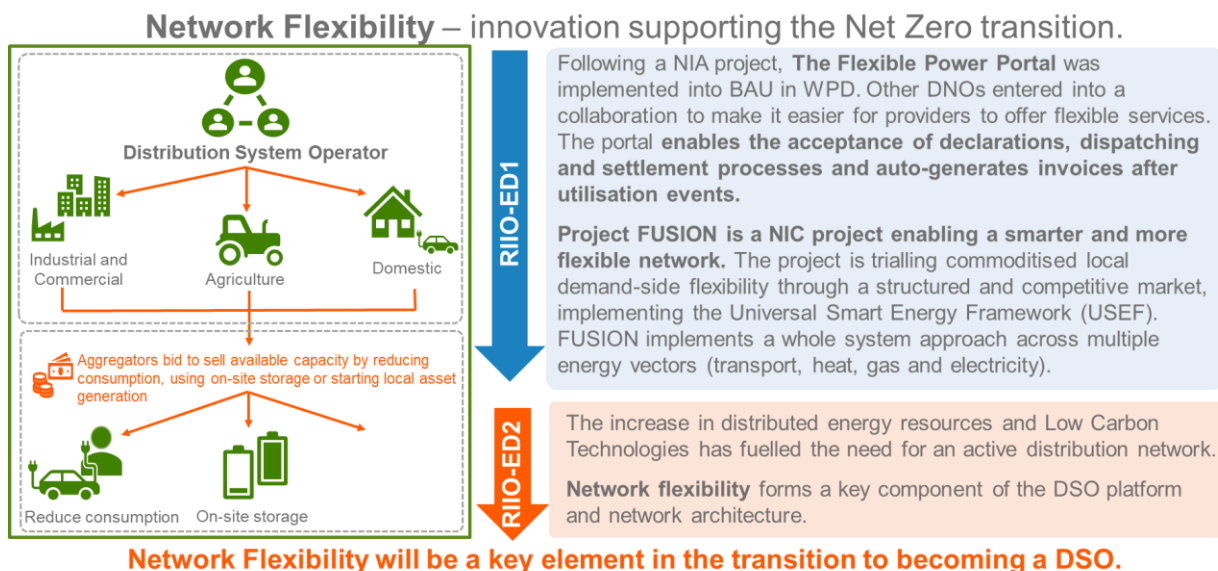 Network Flexibility – innovation supporting the Net Zero transition.
Distribution System Operator
Industrial and
Commercial
Agriculture
Domestic
Aggregators bid to sell available capacity by reducing
consumption, using on-site storage or starting local asset
generation
Reduce consumption
On-site storage
RIIO-ED1
Following a NIA project, The Flexible Power Portal was
implemented into BAU in WPD. Other DNOs entered into a
collaboration to make it easier for providers to offer flexible services.
The portal enables the acceptance of declarations, dispatching
and settlement processes and auto-generates invoices after
utilisation events.
Project FUSION is a NIC project enabling a smarter and more
flexible network. The project is trialling commoditised local
demand-side flexibility through a structured and competitive market,
implementing the Universal Smart Energy Framework (USEF).
FUSION implements a whole system approach across multiple
energy vectors (transport, heat, gas and electricity).
RIIO-ED2
The increase in distributed energy resources and Low Carbon
Technologies has fuelled the need for an active distribution network.
Network flexibility forms a key component of the DSO platform
and network architecture.
Network Flexibility will be a key element in the transition to becoming a DSO.